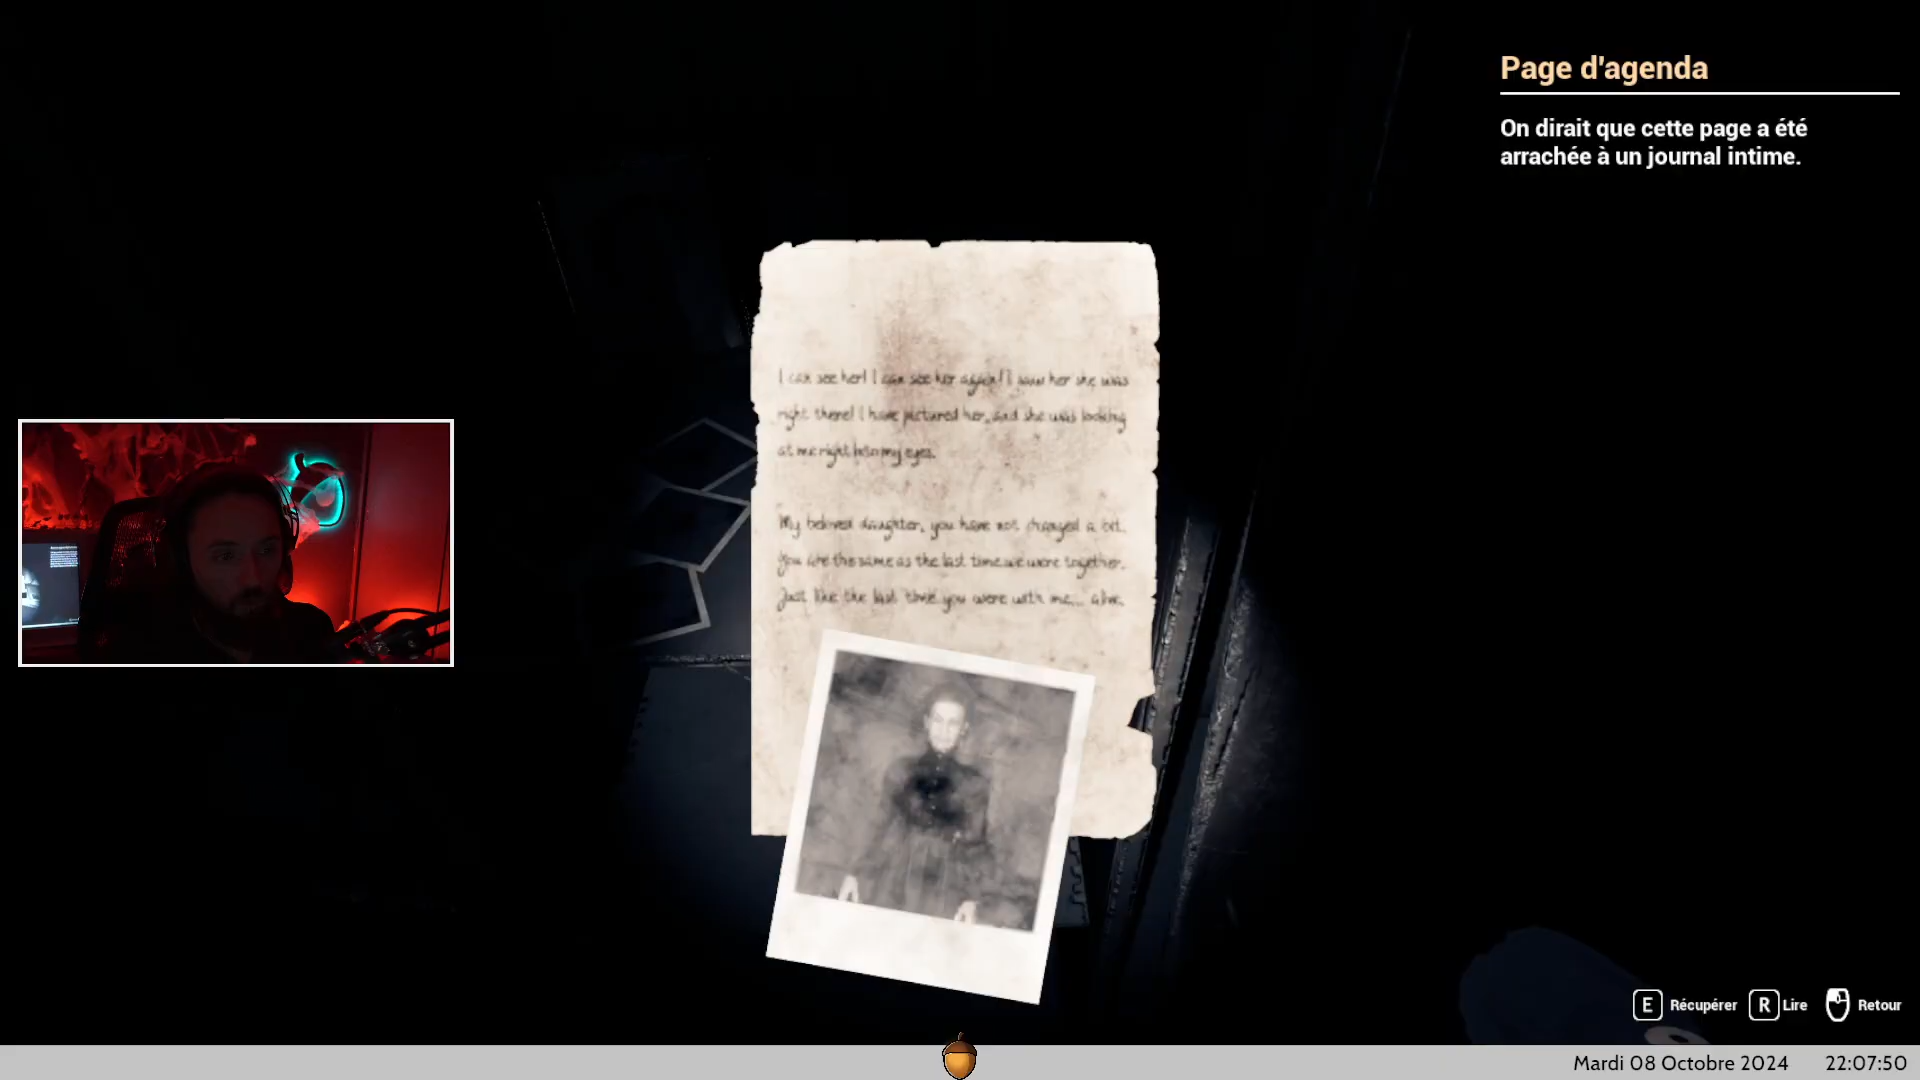 Page d'agenda
On dirait que cette page a été
arrachée à un journal intime.
I can see her! I can see her again! I saw her she was
right there! I have pictured her, and she was looking
at me right into my eyes.
My beloved daughter, you have not changed a bit.
You are the same as the last time we were together.
Just like the last time you were with me... alive.
E Récupérer R Lire Retour
Mardi 08 Octobre 2024 22:07:50